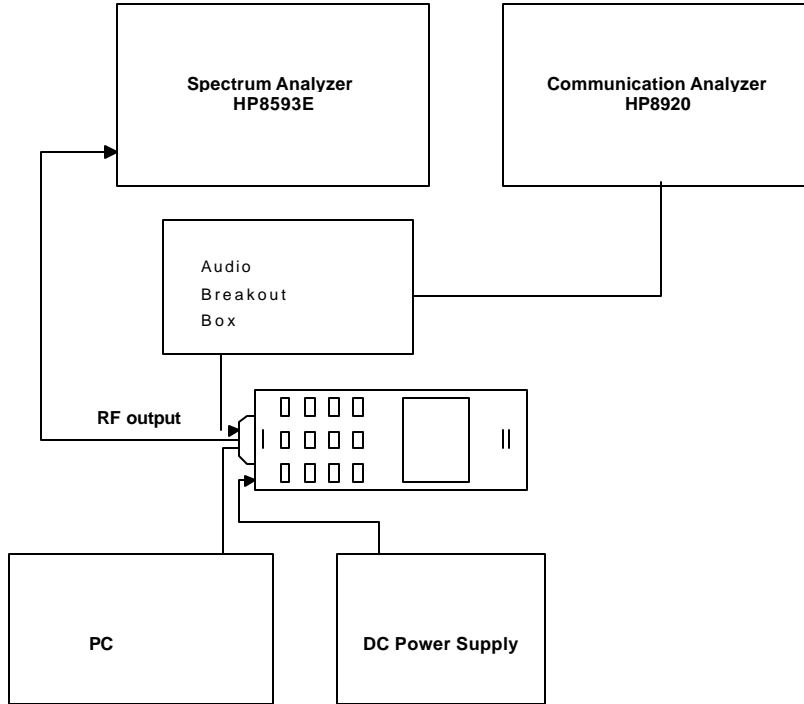 Spectrum Analyzer
HP8593E
Communication Analyzer
HP8920
Audio
Breakout
Box
RF output
PC
DC Power Supply